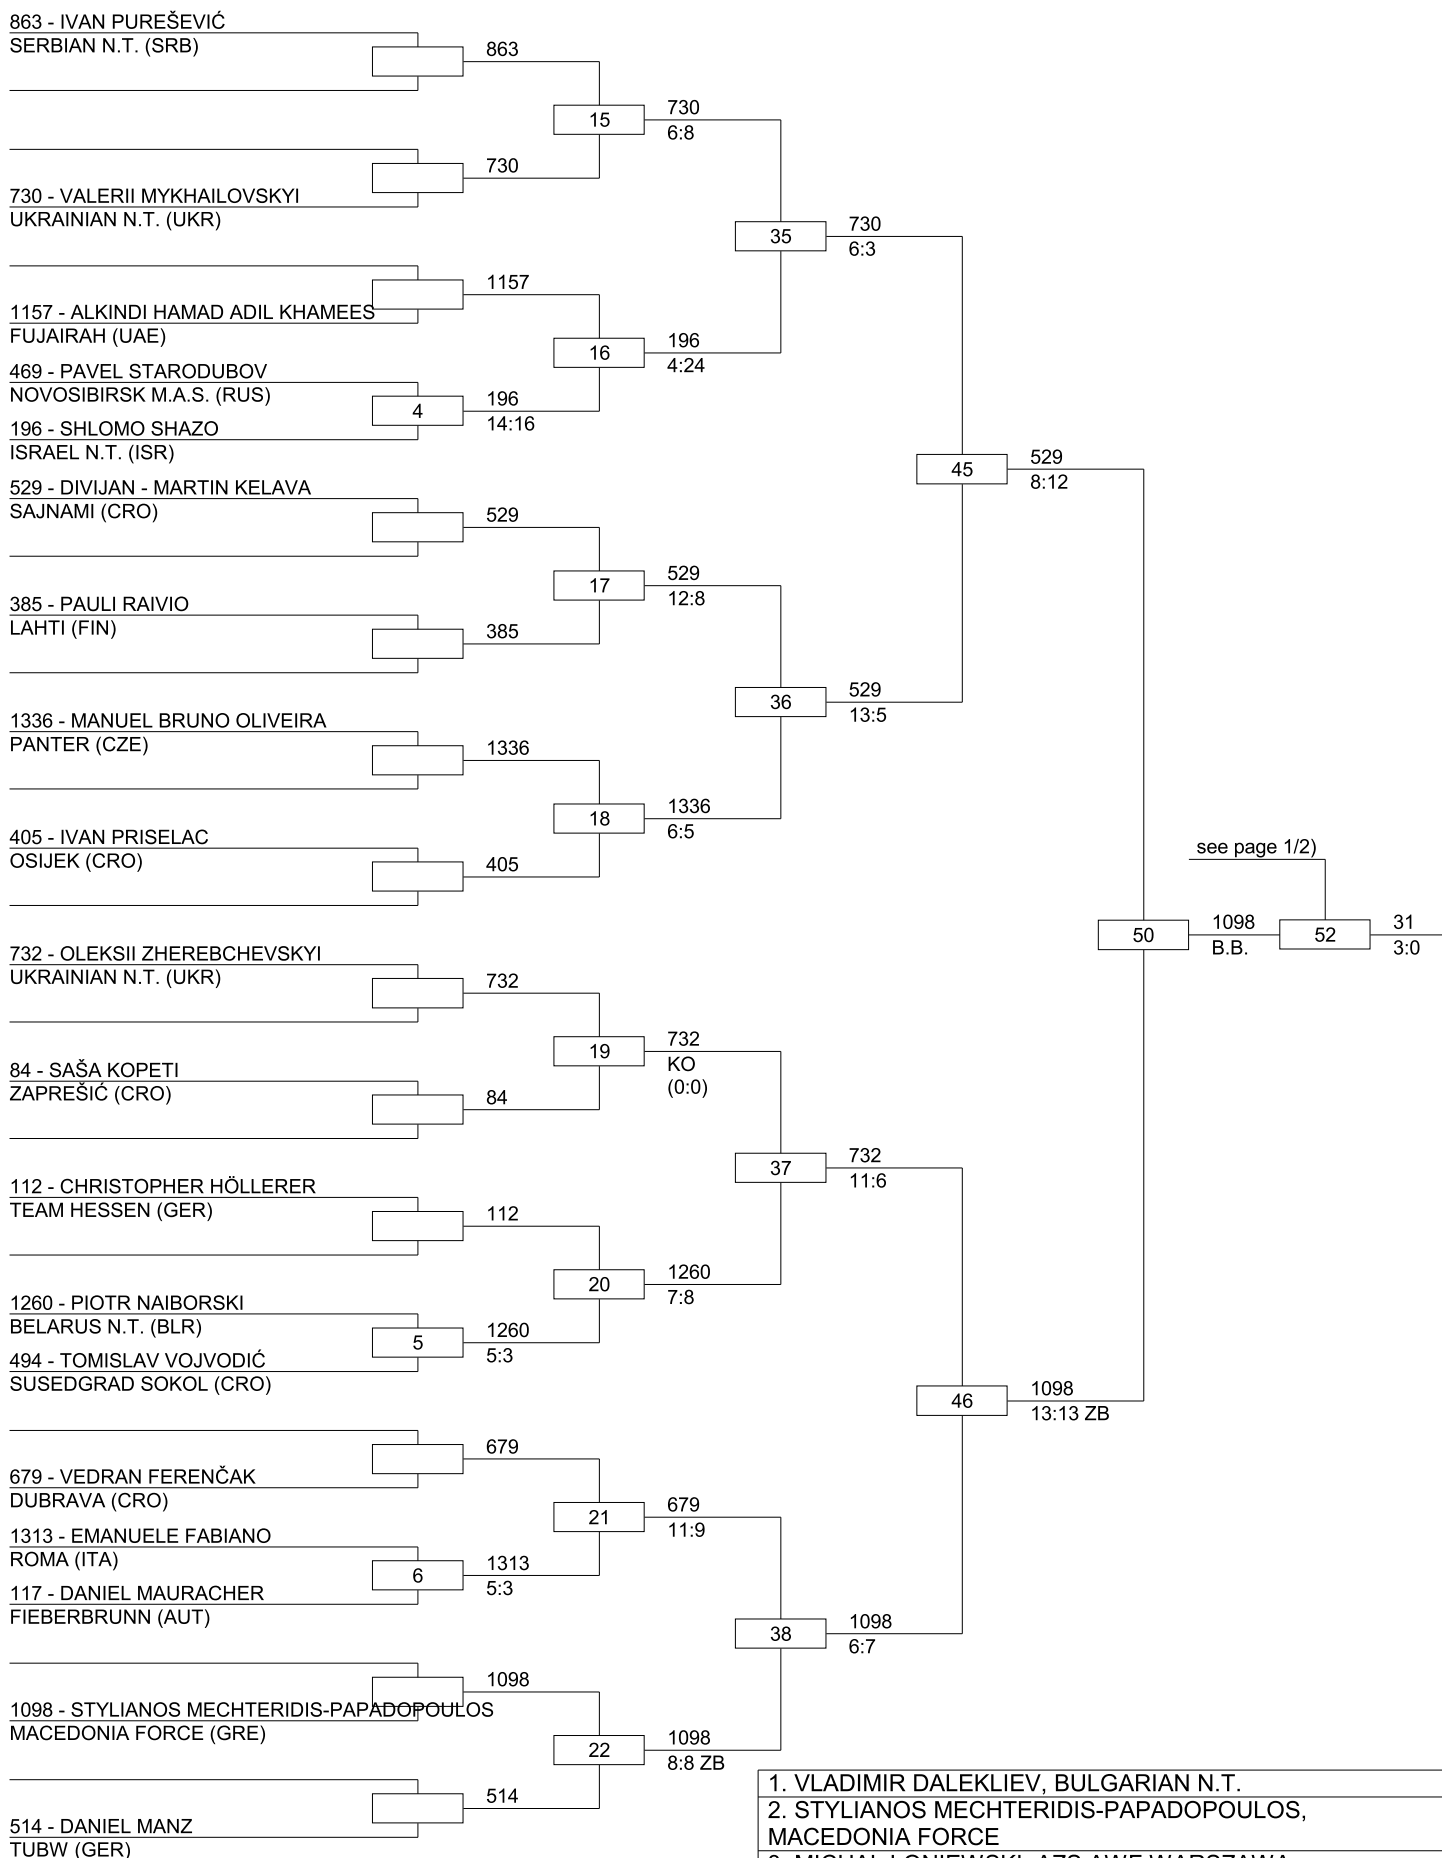 863 - IVAN PUREŠEVIĆ
SERBIAN N.T. (SRB)
863
15
730
6:8
730
730 - VALERII MYKHAILOVSKYI
UKRAINIAN N.T. (UKR)
35
730
6:3
1157
1157 - ALKINDI HAMAD ADIL KHAMEES
FUJAIRAH (UAE)
16
196
4:24
469 - PAVEL STARODUBOV
NOVOSIBIRSK M.A.S. (RUS)
4
196
14:16
196 - SHLOMO SHAZO
ISRAEL N.T. (ISR)
45
529
8:12
529 - DIVIJAN - MARTIN KELAVA
SAJNAMI (CRO)
529
17
529
12:8
385 - PAULI RAIVIO
LAHTI (FIN)
385
36
529
13:5
1336 - MANUEL BRUNO OLIVEIRA
PANTER (CZE)
1336
18
1336
6:5
405 - IVAN PRISELAC
OSIJEK (CRO)
405
see page 1/2)
50
1098
B.B.
52
31
3:0
732 - OLEKSII ZHEREBCHEVSKYI
UKRAINIAN N.T. (UKR)
732
19
732
KO
(0:0)
84 - SAŠA KOPETI
ZAPREŠIĆ (CRO)
84
37
732
11:6
112 - CHRISTOPHER HÖLLERER
TEAM HESSEN (GER)
112
20
1260
7:8
1260 - PIOTR NAIBORSKI
BELARUS N.T. (BLR)
5
1260
5:3
494 - TOMISLAV VOJVODIĆ
SUSEDGRAD SOKOL (CRO)
46
1098
13:13 ZB
679
679 - VEDRAN FERENČAK
DUBRAVA (CRO)
21
679
11:9
1313 - EMANUELE FABIANO
ROMA (ITA)
6
1313
5:3
117 - DANIEL MAURACHER
FIEBERBRUNN (AUT)
38
1098
6:7
1098
1098 - STYLIANOS MECHTERIDIS-PAPADOPOULOS
MACEDONIA FORCE (GRE)
22
1098
8:8 ZB
514
514 - DANIEL MANZ
TUBW (GER)
1. VLADIMIR DALEKLIEV, BULGARIAN N.T.
2. STYLIANOS MECHTERIDIS-PAPADOPOULOS,
MACEDONIA FORCE